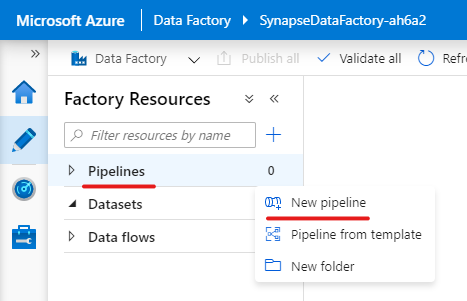 Microsoft Azure Data Factory SynapseDataFactory-ah6a2
Data Factory Publish all Validate all Refre
Factory Resources
Filter resources by name
Pipelines 0
New pipeline
Datasets
Pipeline from template
Data flows
New folder